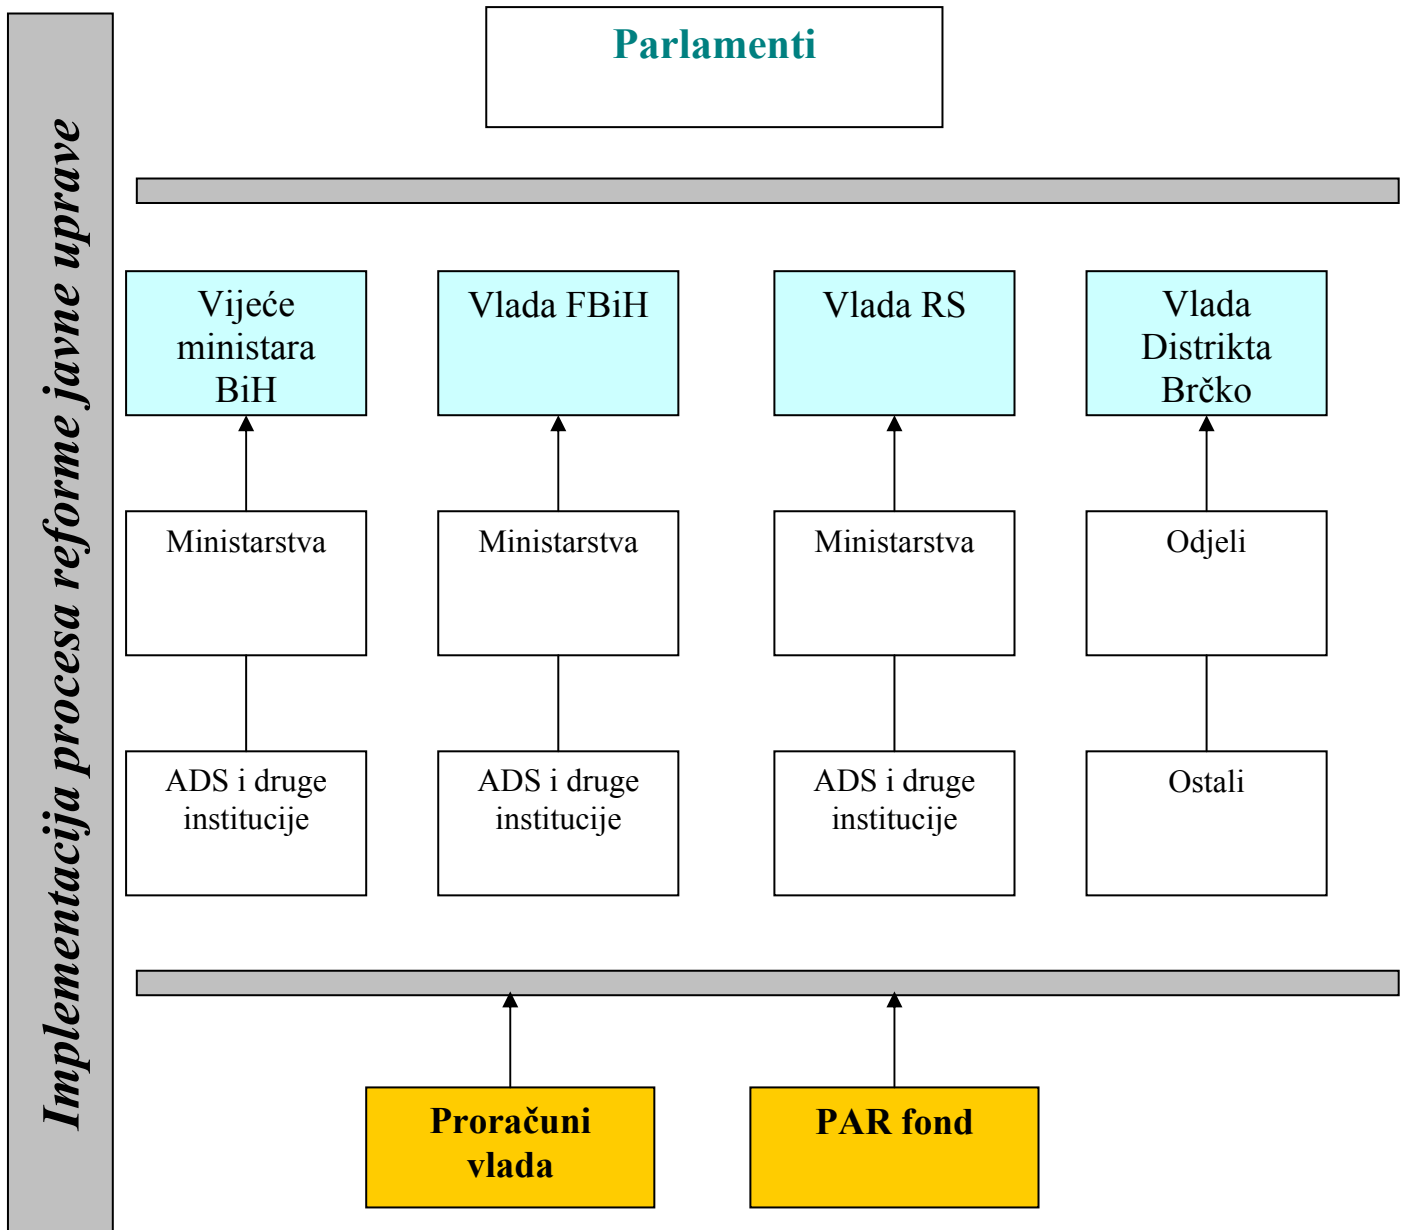 Implementacija procesa reforme javne uprave
Parlamenti
Vijeće
ministara
BiH
Vlada FBiH
Vlada RS
Vlada
Distrikta
Brčko
Ministarstva
Ministarstva
Ministarstva
Odjeli
ADS i druge
institucije
ADS i druge
institucije
ADS i druge
institucije
Ostali
Proračuni
vlada
PAR fond